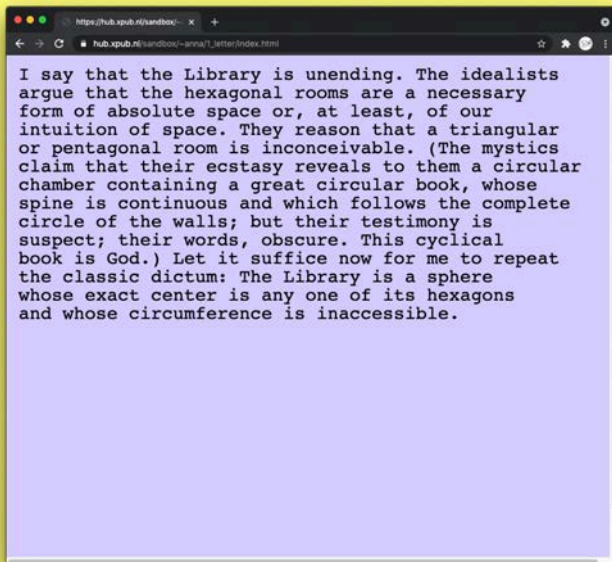 https://hub.xpub.nl/sandbox/~
hub.xpub.nl/sandbox/~anna/1_letter/index.html
I say that the Library is unending. The idealists
argue that the hexagonal rooms are a necessary
form of absolute space or, at least, of our
intuition of space. They reason that a triangular
or pentagonal room is inconceivable. (The mystics
claim that their ecstasy reveals to them a circular
chamber containing a great circular book, whose
spine is continuous and which follows the complete
circle of the walls; but their testimony is
suspect; their words, obscure. This cyclical
book is God.) Let it suffice now for me to repeat
the classic dictum: The Library is a sphere
whose exact center is any one of its hexagons
and whose circumference is inaccessible.